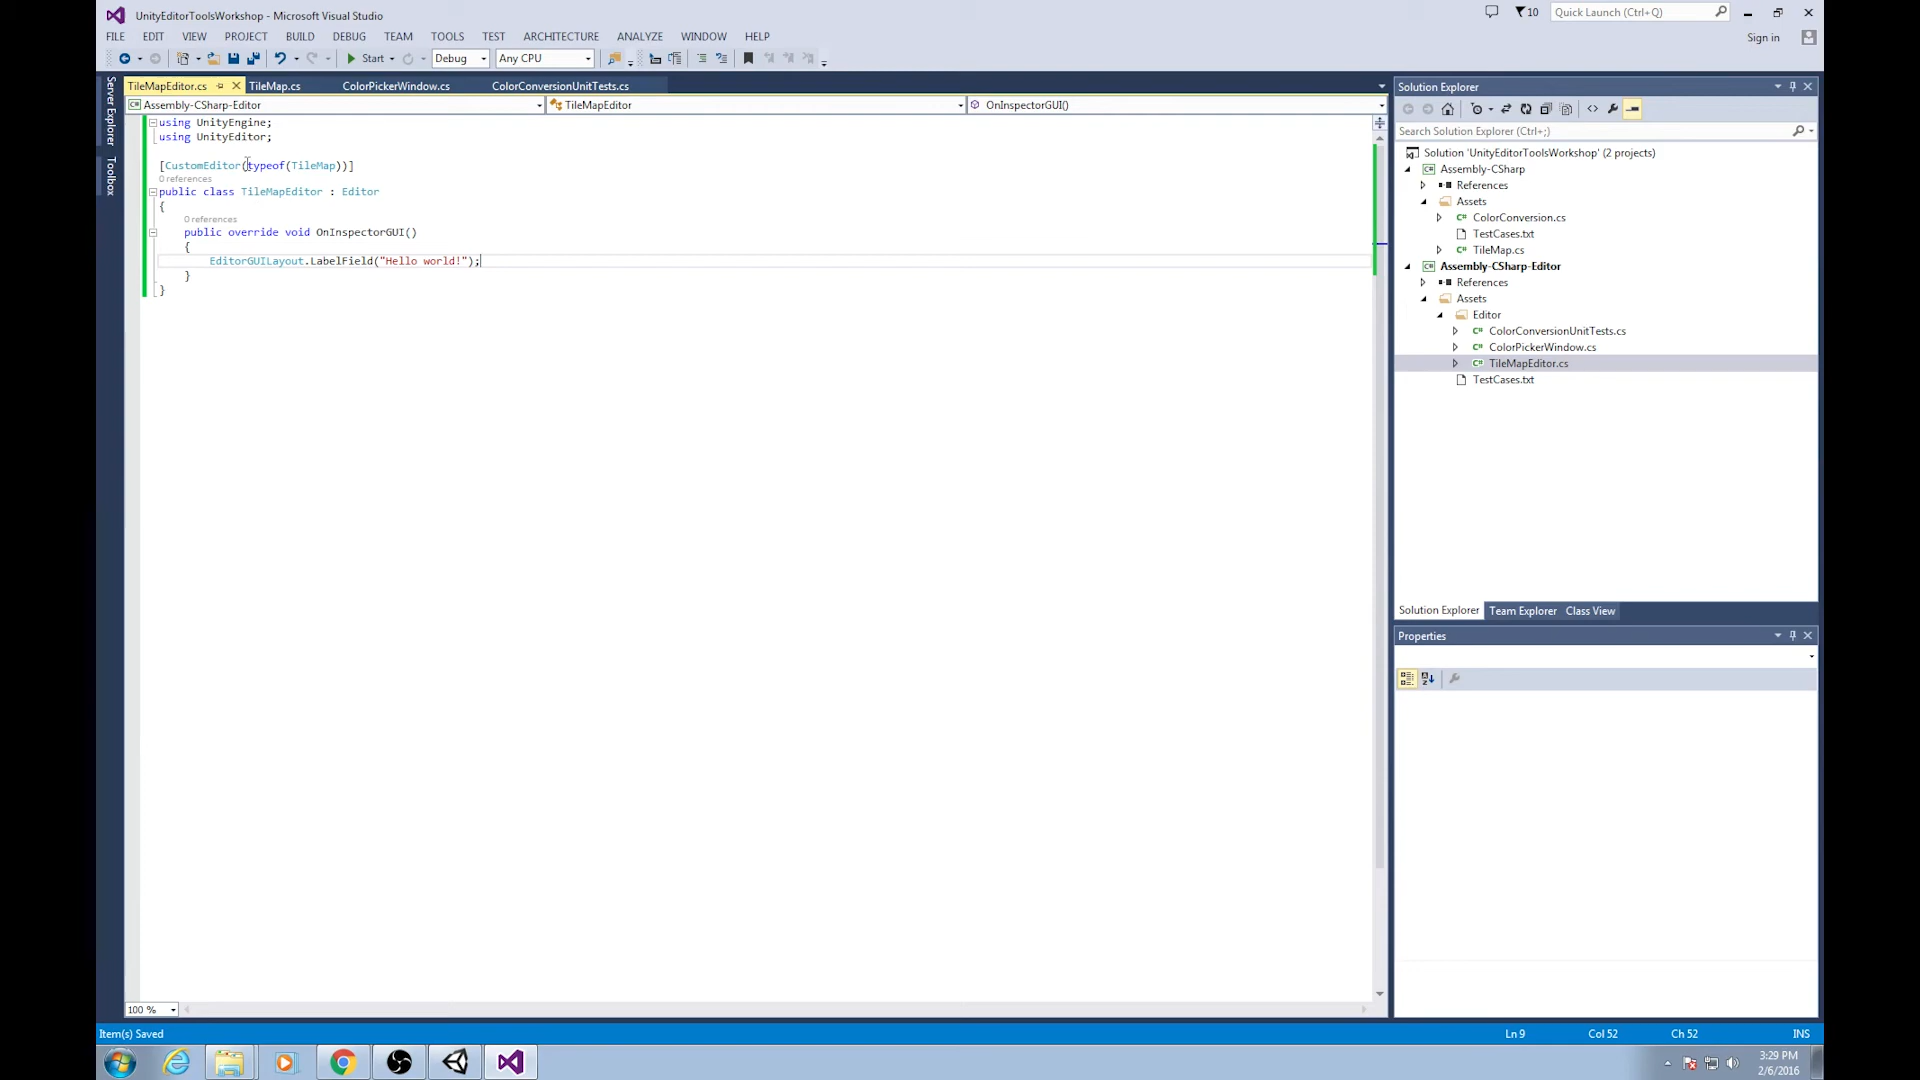 UnityEditorToolsWorkshop - Microsoft Visual Studio
10
Quick Launch (Ctrl+Q)
FILE EDIT VIEW PROJECT BUILD DEBUG TEAM TOOLS TEST ARCHITECTURE ANALYZE WINDOW HELP
Sign in
Start Debug Any CPU
Server Explorer
Toolbox
TileMapEditor.cs TileMap.cs ColorPickerWindow.cs ColorConversionUnitTests.cs
Assembly-CSharp-Editor TileMapEditor OnInspectorGUI()
using UnityEngine;
using UnityEditor;
[CustomEditor(typeof(TileMap))]
0 references
public class TileMapEditor : Editor
{
0 references
public override void OnInspectorGUI()
{
EditorGUILayout.LabelField("Hello world!");
}
}
100 %
Solution Explorer
Search Solution Explorer (Ctrl+;)
Solution 'UnityEditorToolsWorkshop' (2 projects)
Assembly-CSharp
References
Assets
ColorConversion.cs
TestCases.txt
TileMap.cs
Assembly-CSharp-Editor
References
Assets
Editor
ColorConversionUnitTests.cs
ColorPickerWindow.cs
TileMapEditor.cs
TestCases.txt
Solution Explorer Team Explorer Class View
Properties
Item(s) Saved
Ln 9 Col 52 Ch 52 INS
3:29 PM
2/6/2016